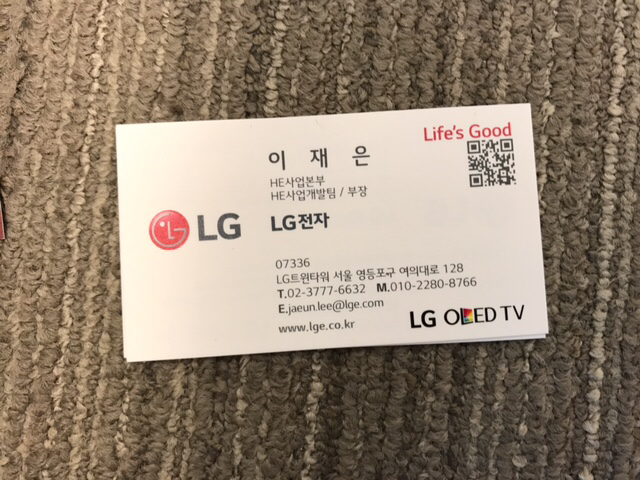 LG
Life's Good
이 재 은
HE사업본부
HE사업개발팀 / 부장
LG전자
07336
LG트윈타워 서울 영등포구 여의대로 128
T.02-3777-6632 M.010-2280-8766
E.jaeun.lee@lge.com
www.lge.co.kr
LG OLED TV